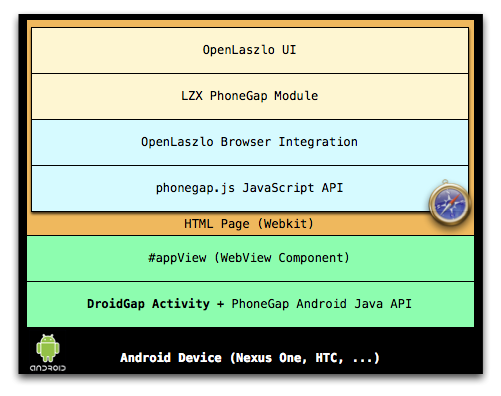 OpenLaszlo UI
LZX PhoneGap Module
OpenLaszlo Browser Integration
phonegap.js JavaScript API
HTML Page (Webkit)
#appView (WebView Component)
DroidGap Activity + PhoneGap Android Java API
Android Device (Nexus One, HTC, ...)
ANDROID